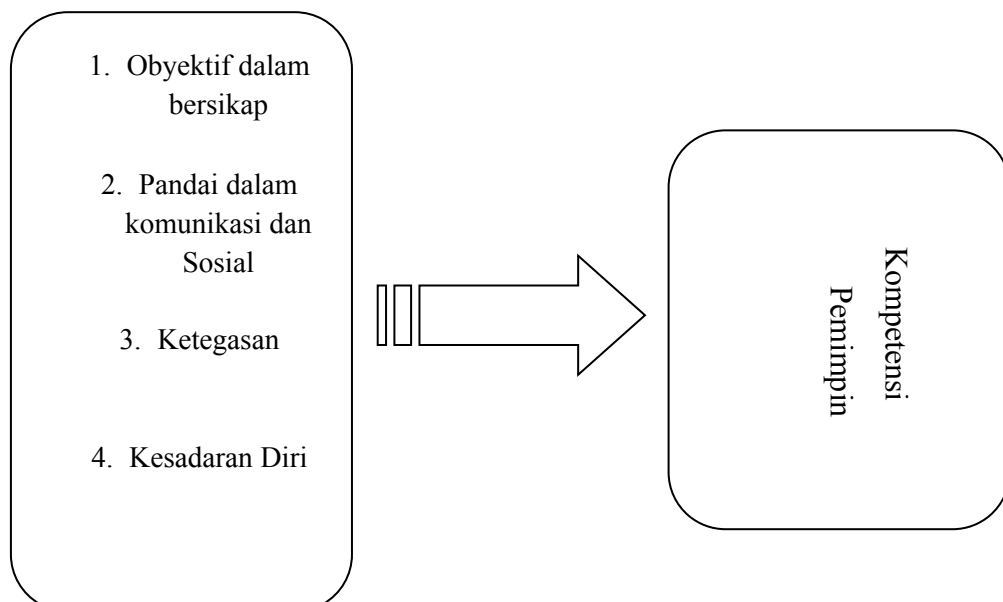 1. Obyektif dalam
bersikap
2. Pandai dalam
komunikasi dan
Sosial
3. Ketegasan
4. Kesadaran Diri
Kompetensi
Pemimpin